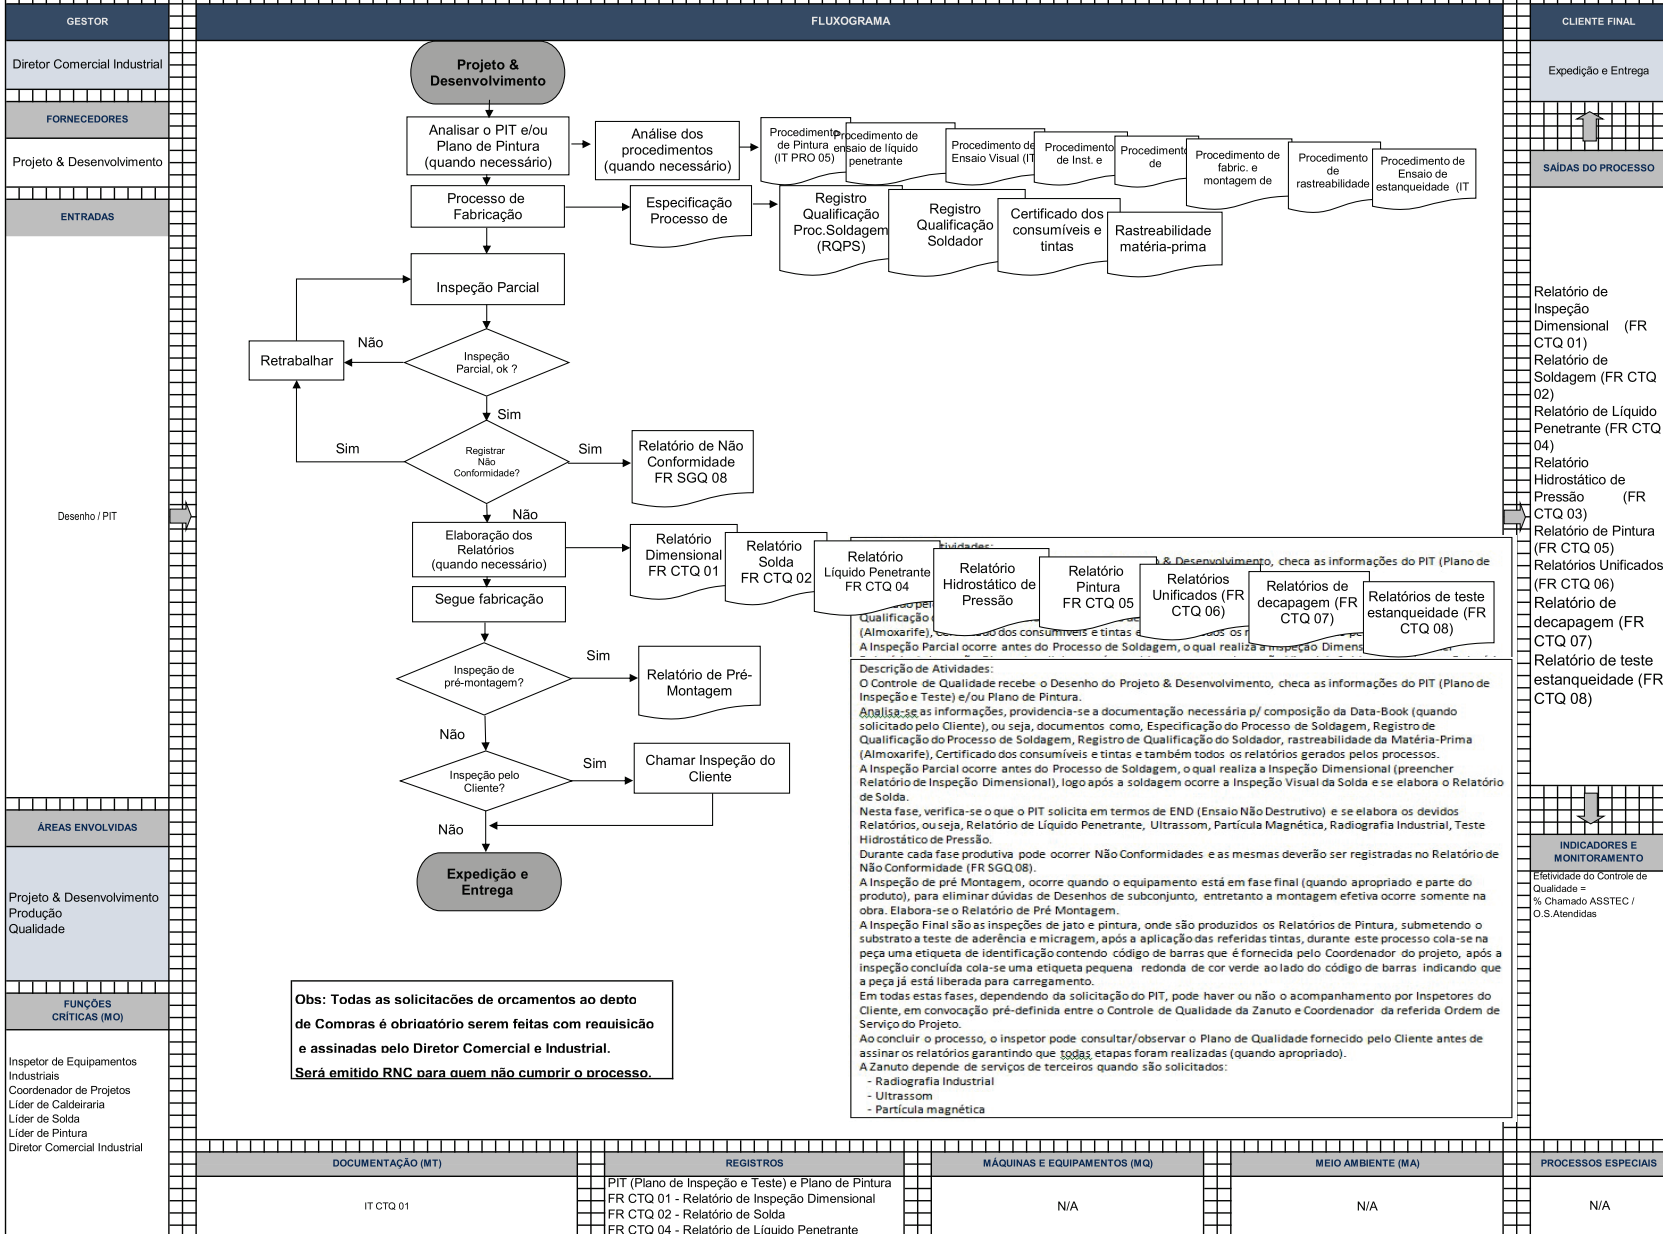 GESTOR
FLUXOGRAMA
CLIENTE FINAL
Diretor Comercial Industrial
Expedição e Entrega
FORNECEDORES
Projeto & Desenvolvimento
SAÍDAS DO PROCESSO
ENTRADAS
Desenho / PIT
Projeto &
Desenvolvimento
Analisar o PIT e/ou
Plano de Pintura
(quando necessário)
Análise dos
procedimentos
(quando necessário)
Procedimento
de Pintura
(IT PRO 05)
Procedimento de
ensaio de líquido
penetrante
Procedimento de
Ensaio Visual (IT
Procedimento
de Inst. e
Procedimento
de
Procedimento de
fabric. e
montagem de
Procedimento
de
rastreabilidade
Procedimento de
Ensaio de
estanqueidade (IT
Processo de
Fabricação
Especificação
Processo de
Registro
Qualificação
Proc.Soldagem
(RQPS)
Registro
Qualificação
Soldador
Certificado dos
consumíveis e
tintas
Rastreabilidade
matéria-prima
Inspeção Parcial
Retrabalhar
Não
Inspeção
Parcial, ok ?
Sim
Sim
Registrar
Não
Conformidade?
Sim
Relatório de Não
Conformidade
FR SGQ 08
Não
Elaboração dos
Relatórios
(quando necessário)
Relatório
Dimensional
FR CTQ 01
Relatório
Solda
FR CTQ 02
Relatório
Líquido Penetrante
FR CTQ 04
Relatório
Hidrostático de
Pressão
Relatório
Pintura
FR CTQ 05
Relatórios
Unificados (FR
CTQ 06)
Relatórios de
decapagem (FR
CTQ 07)
Relatórios de teste
estanqueidade (FR
CTQ 08)
Segue fabricação
Inspeção de
pré-montagem?
Sim
Relatório de Pré-
Montagem
Não
Inspeção pelo
Cliente?
Sim
Chamar Inspeção do
Cliente
Não
Expedição e
Entrega
tividades:
& Desenvolvimento, checa as informações do PIT (Plano de
Qualificação
(Almoxarife),
dos consumíveis e tintas e
A Inspeção Parcial ocorre antes do Processo de Soldagem, o qual realiza a Inspeção Dimens
Descrição de Atividades:
O Controle de Qualidade recebe o Desenho do Projeto & Desenvolvimento, checa as informações do PIT (Plano de
Inspeção e Teste) e/ou Plano de Pintura.
Analisa-se as informações, providencia-se a documentação necessária p/ composição da Data-Book (quando
solicitado pelo Cliente), ou seja, documentos como, Especificação do Processo de Soldagem, Registro de
Qualificação do Processo de Soldagem, Registro de Qualificação do Soldador, rastreabilidade da Matéria-Prima
(Almoxarife), Certificado dos consumíveis e tintas e também todos os relatórios gerados pelos processos.
A Inspeção Parcial ocorre antes do Processo de Soldagem, o qual realiza a Inspeção Dimensional (preencher
Relatório de Inspeção Dimensional), logo após a soldagem ocorre a Inspeção Visual da Solda e se elabora o Relatório
de Solda.
Nesta fase, verifica-se o que o PIT solicita em termos de END (Ensaio Não Destrutivo) e se elabora os devidos
Relatórios, ou seja, Relatório de Líquido Penetrante, Ultrassom, Partícula Magnética, Radiografia Industrial, Teste
Hidrostático de Pressão.
Durante cada fase produtiva pode ocorrer Não Conformidades e as mesmas deverão ser registradas no Relatório de
Não Conformidade (FR SGQ 08).
A Inspeção de pré Montagem, ocorre quando o equipamento está em fase final (quando apropriado e parte do
produto), para eliminar dúvidas de Desenhos de subconjunto, entretanto a montagem efetiva ocorre somente na
obra. Elabora-se o Relatório de Pré Montagem.
A Inspeção Final são as inspeções de jato e pintura, onde são produzidos os Relatórios de Pintura, submetendo o
substrato a teste de aderência e micragem, após a aplicação das referidas tintas, durante este processo cola-se na
peça uma etiqueta de identificação contendo código de barras que é fornecida pelo Coordenador do projeto, após a
inspeção concluída cola-se uma etiqueta pequena redonda de cor verde ao lado do código de barras indicando que
a peça já está liberada para carregamento.
Em todas estas fases, dependendo da solicitação do PIT, pode haver ou não o acompanhamento por Inspetores do
Cliente, em convocação pré-definida entre o Controle de Qualidade da Zanuto e Coordenador da referida Ordem de
Serviço do Projeto.
Ao concluir o processo, o inspetor pode consultar/observar o Plano de Qualidade fornecido pelo Cliente antes de
assinar os relatórios garantindo que todas etapas foram realizadas (quando apropriado).
A Zanuto depende de serviços de terceiros quando são solicitados:
- Radiografia Industrial
- Ultrassom
- Partícula magnética
Obs: Todas as solicitações de orçamentos ao depto
de Compras é obrigatório serem feitas com requisição
e assinadas pelo Diretor Comercial e Industrial.
Será emitido RNC para quem não cumprir o processo.
Relatório de
Inspeção
Dimensional (FR
CTQ 01)
Relatório de
Soldagem (FR CTQ
02)
Relatório de Líquido
Penetrante (FR CTQ
04)
Relatório
Hidrostático de
Pressão (FR
CTQ 03)
Relatório de Pintura
(FR CTQ 05)
Relatórios Unificados
(FR CTQ 06)
Relatório de
decapagem (FR
CTQ 07)
Relatório de teste
estanqueidade (FR
CTQ 08)
INDICADORES E
MONITORAMENTO
Efetividade do Controle de
Qualidade =
% Chamado ASSTEC /
O.S.Atendidas
ÁREAS ENVOLVIDAS
Projeto & Desenvolvimento
Produção
Qualidade
FUNÇÕES
CRÍTICAS (MO)
Inspetor de Equipamentos
Industriais
Coordenador de Projetos
Líder de Caldeiraria
Líder de Solda
Líder de Pintura
Diretor Comercial Industrial
DOCUMENTAÇÃO (MT)
REGISTROS
MÁQUINAS E EQUIPAMENTOS (MQ)
MEIO AMBIENTE (MA)
PROCESSOS ESPECIAIS
IT CTQ 01
PIT (Plano de Inspeção e Teste) e Plano de Pintura
FR CTQ 01 - Relatório de Inspeção Dimensional
FR CTQ 02 - Relatório de Solda
FR CTQ 04 - Relatório de Líquido Penetrante
N/A
N/A
N/A